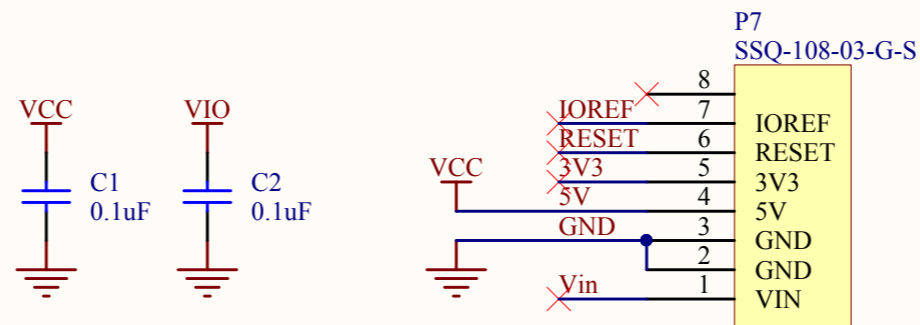 P7
SSQ-108-03-G-S
VCC
C1
0.1uF
VIO
C2
0.1uF
8
IOREF 7 IOREF
RESET 6 RESET
3V3 5 3V3
VCC
5V 4 5V
GND 3 GND
2 GND
Vin 1 VIN